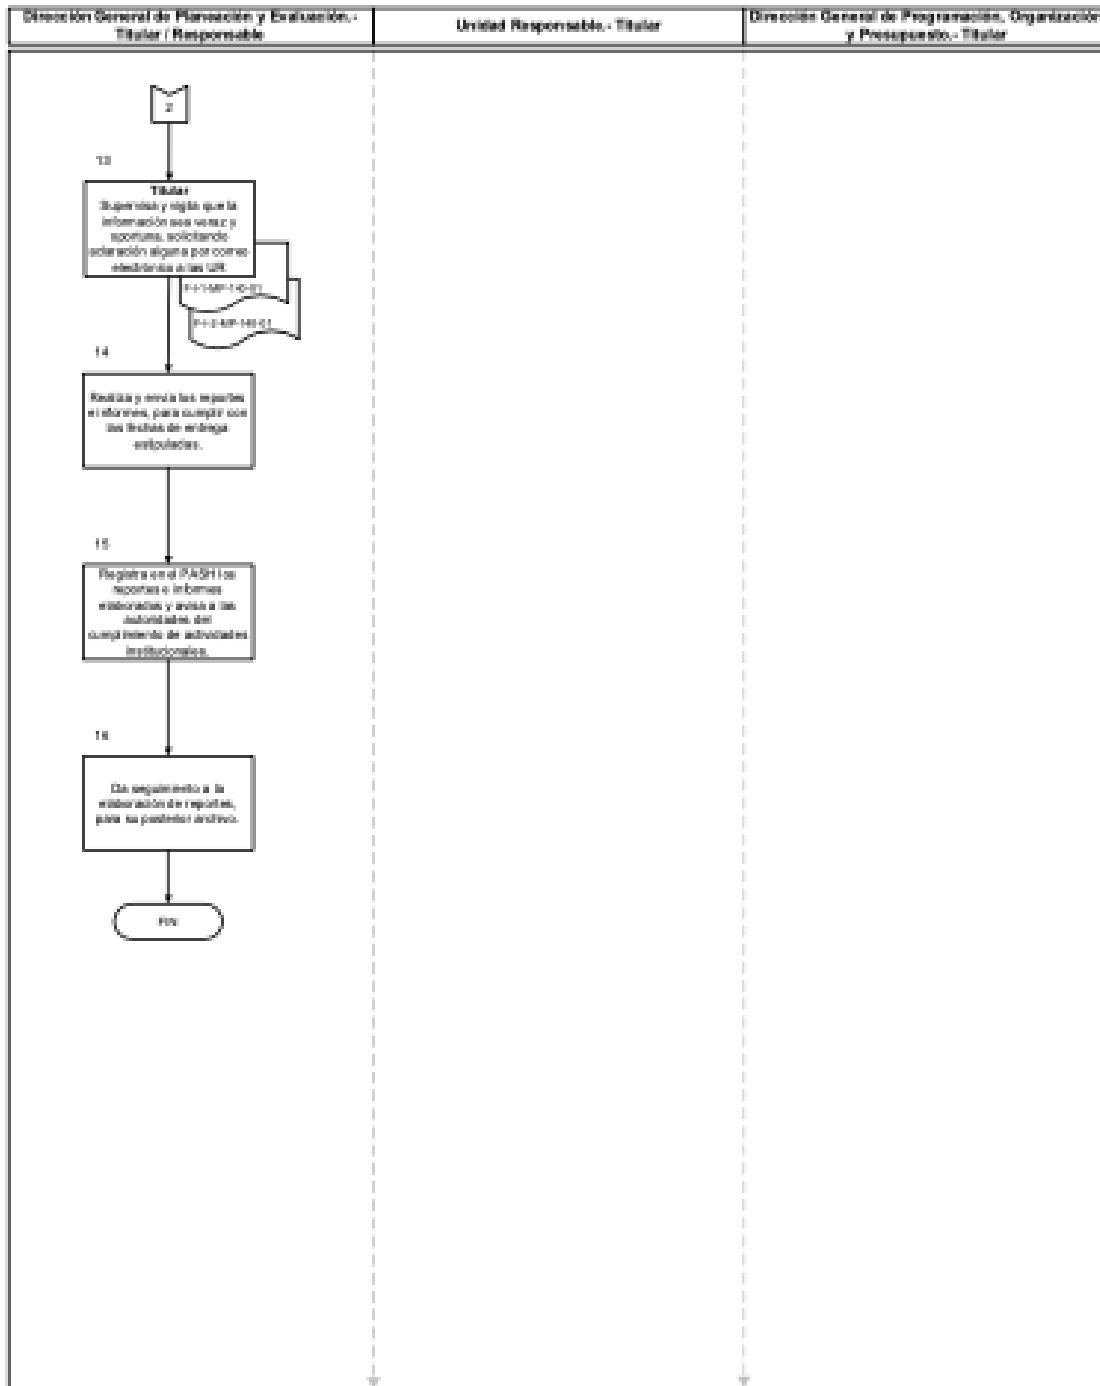 Dirección General de Planeación y Evaluación.-
Titular / Responsable
Unidad Responsable.- Titular
Dirección General de Programación, Organización
y Presupuesto.- Titular
2
13
Titular
Supervisa y vigila que la
información sea veraz y
oportuna, solicitando
aclaración alguna por correo
electrónico a las UR
14
Realiza y envía los reportes
e informes, para cumplir con
las fechas de entrega
estipuladas.
15
Registra en el PASH los
reportes e informes
elaborados y avisa a las
autoridades del
cumplimiento de actividades
institucionales.
16
Da seguimiento a la
elaboración de reportes,
para su posterior archivo.
FIN